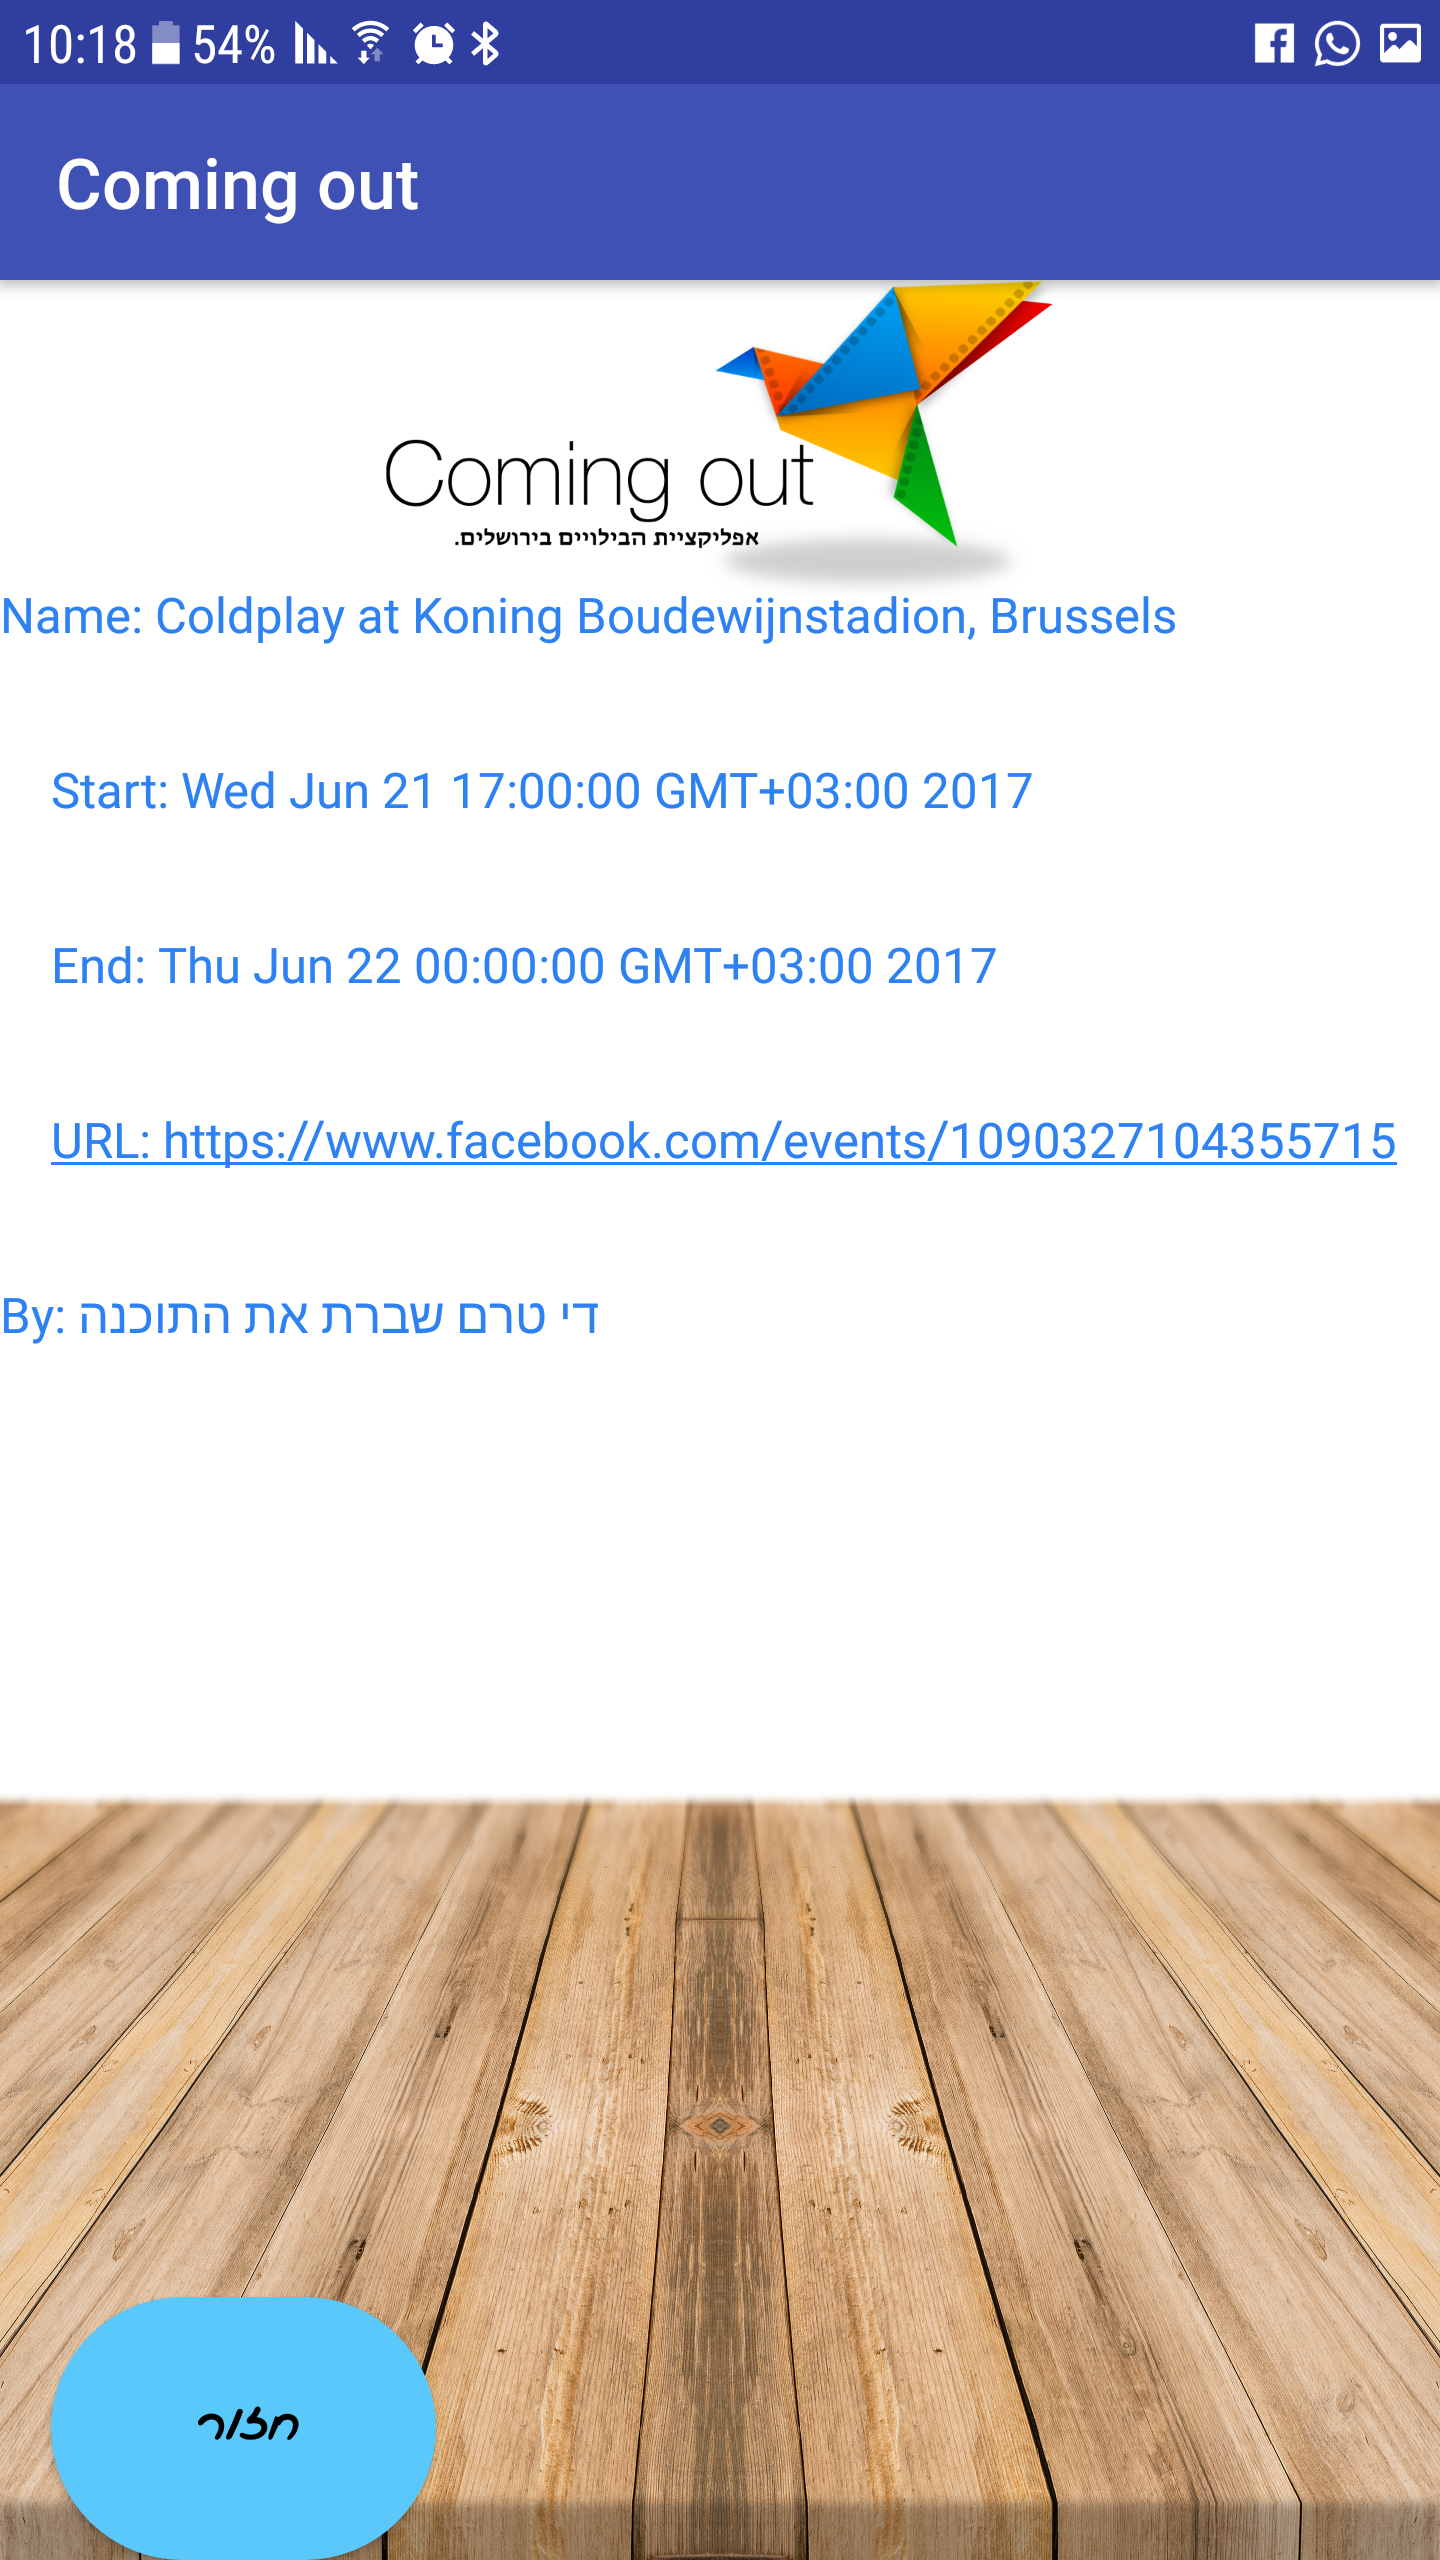 10:18 54%
Coming out
Coming out
אפליקציית הבילויים בירושלים.
Name: Coldplay at Koning Boudewijnstadion, Brussels
Start: Wed Jun 21 17:00:00 GMT+03:00 2017
End: Thu Jun 22 00:00:00 GMT+03:00 2017
URL: https://www.facebook.com/events/1090327104355715
By: די טרם שברת את התוכנה
חזור